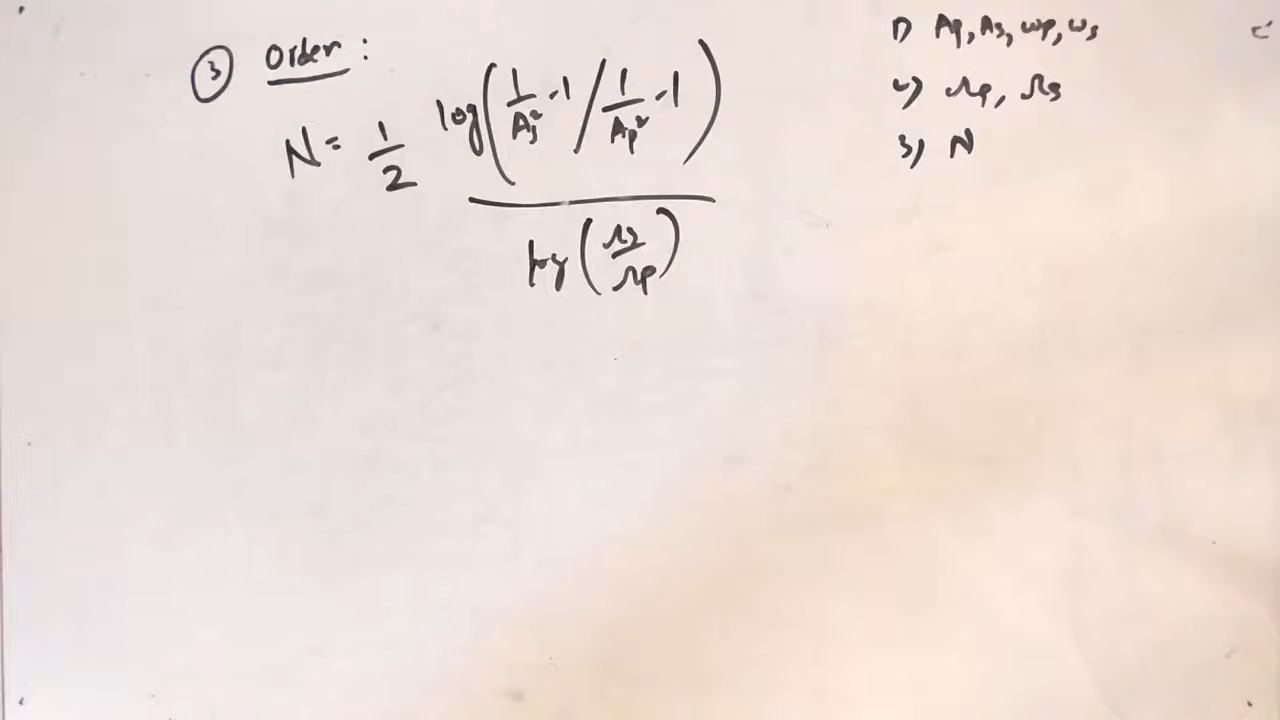 ③ Order :
N = 1/2 log(1/As² -1 / 1/Ap² -1) / log(Ωs/Ωp)
1) Ap, As, ωp, ωs
2) Ωp, Ωs
3) N